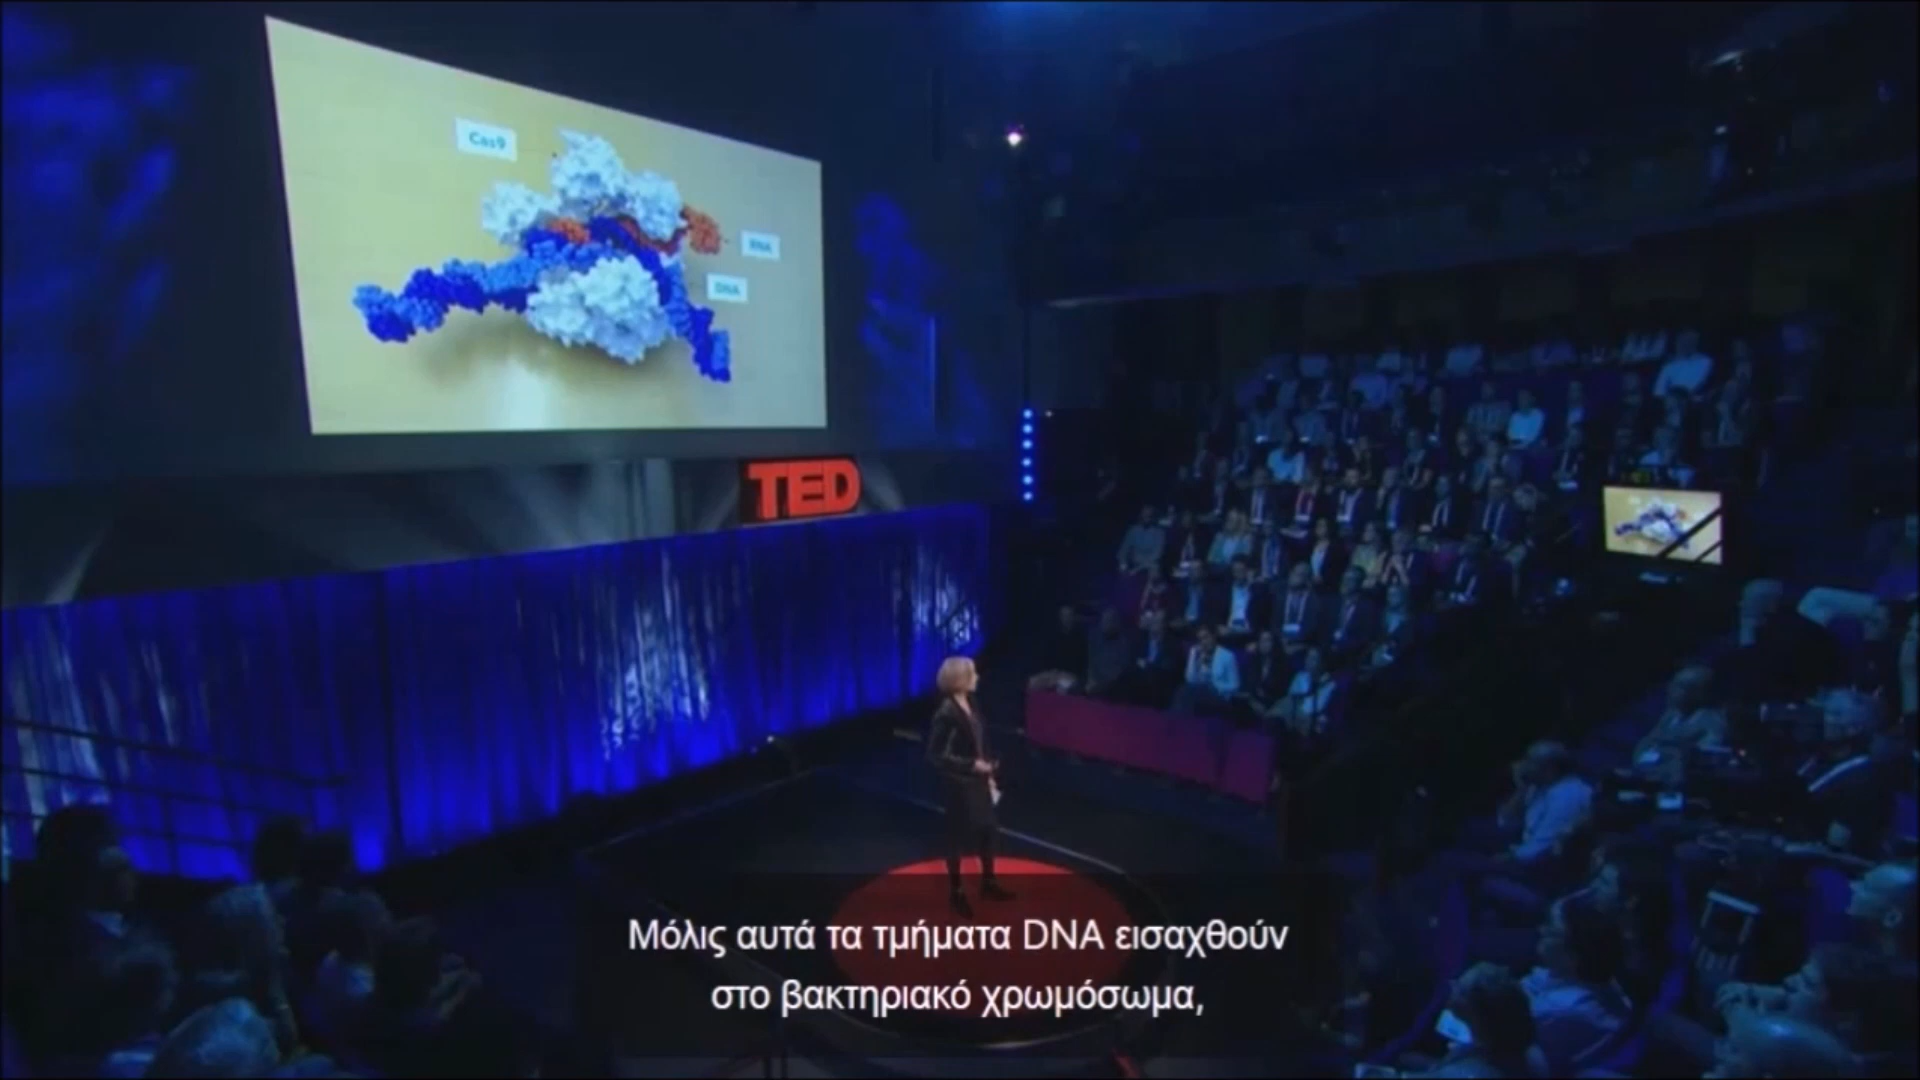 Cas9
RNA
DNA
TED
Μόλις αυτά τα τμήματα DNA εισαχθούν
στο βακτηριακό χρωμόσωμα,